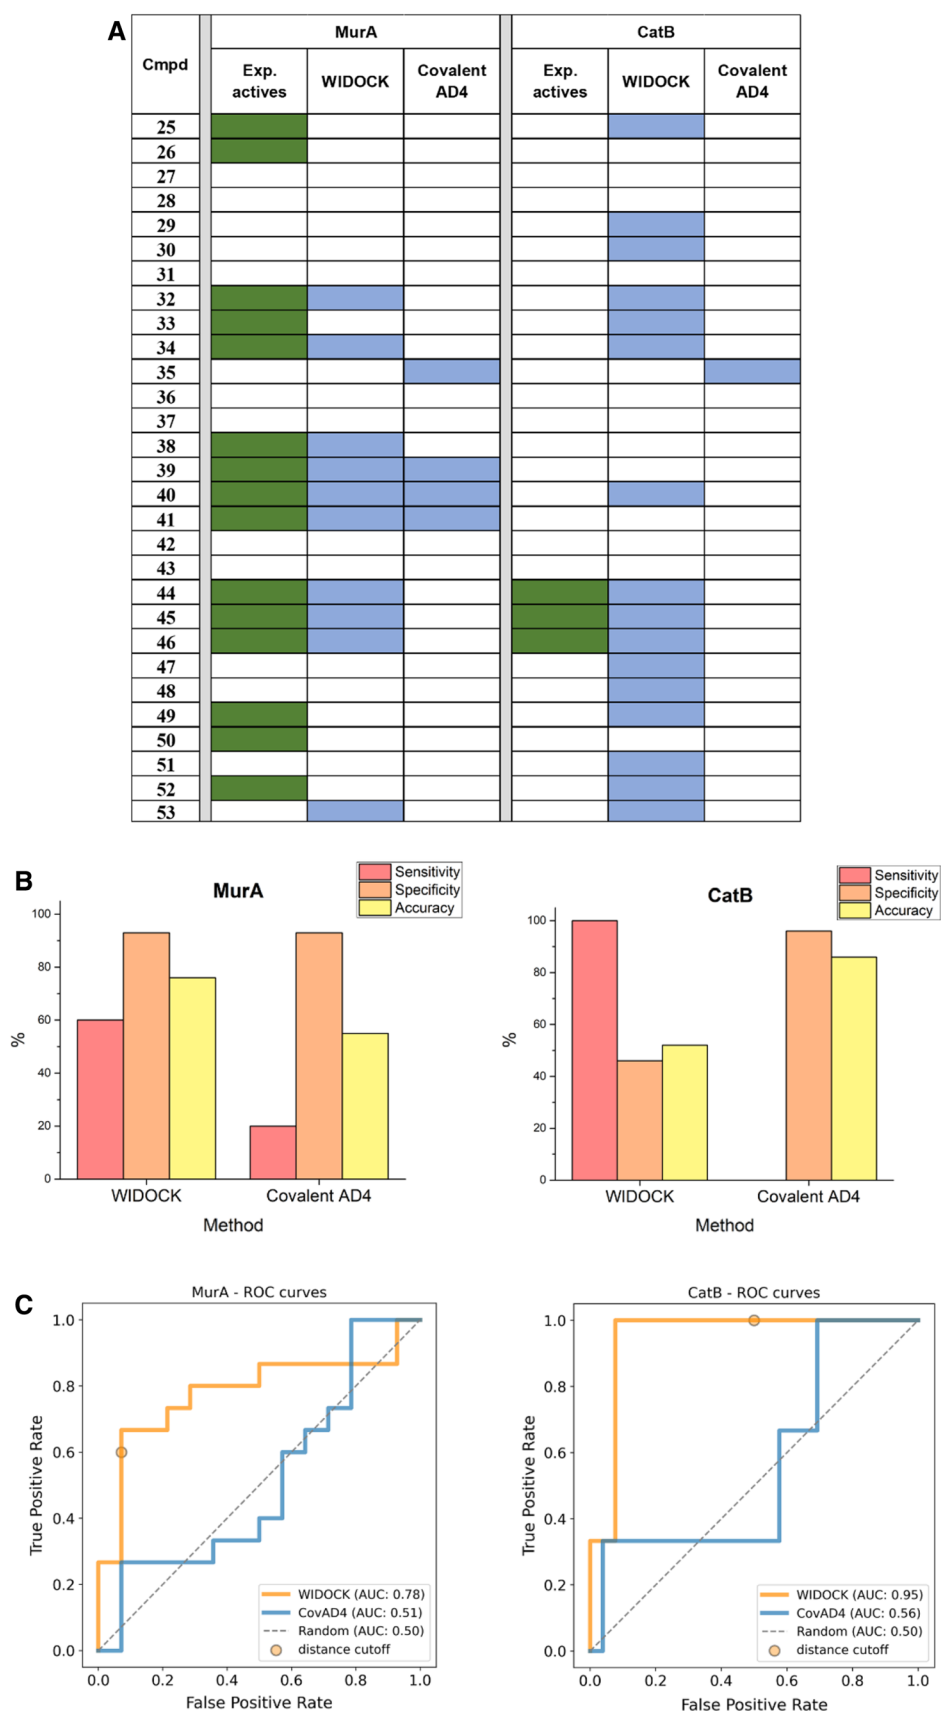 A
Cmpd
MurA
CatB
Exp. actives
WIDOCK
Covalent AD4
Exp. actives
WIDOCK
Covalent AD4
25
26
27
28
29
30
31
32
33
34
35
36
37
38
39
40
41
42
43
44
45
46
47
48
49
50
51
52
53
B
MurA
Sensitivity
Specificity
Accuracy
100
80
60
40
20
0
%
WIDOCK
Covalent AD4
Method
CatB
Sensitivity
Specificity
Accuracy
100
80
60
40
20
0
%
WIDOCK
Covalent AD4
Method
C
MurA - ROC curves
1.0
0.8
0.6
0.4
0.2
0.0
True Positive Rate
WIDOCK (AUC: 0.78)
CovAD4 (AUC: 0.51)
Random (AUC: 0.50)
distance cutoff
0.0 0.2 0.4 0.6 0.8 1.0
False Positive Rate
CatB - ROC curves
1.0
0.8
0.6
0.4
0.2
0.0
True Positive Rate
WIDOCK (AUC: 0.95)
CovAD4 (AUC: 0.56)
Random (AUC: 0.50)
distance cutoff
0.0 0.2 0.4 0.6 0.8 1.0
False Positive Rate